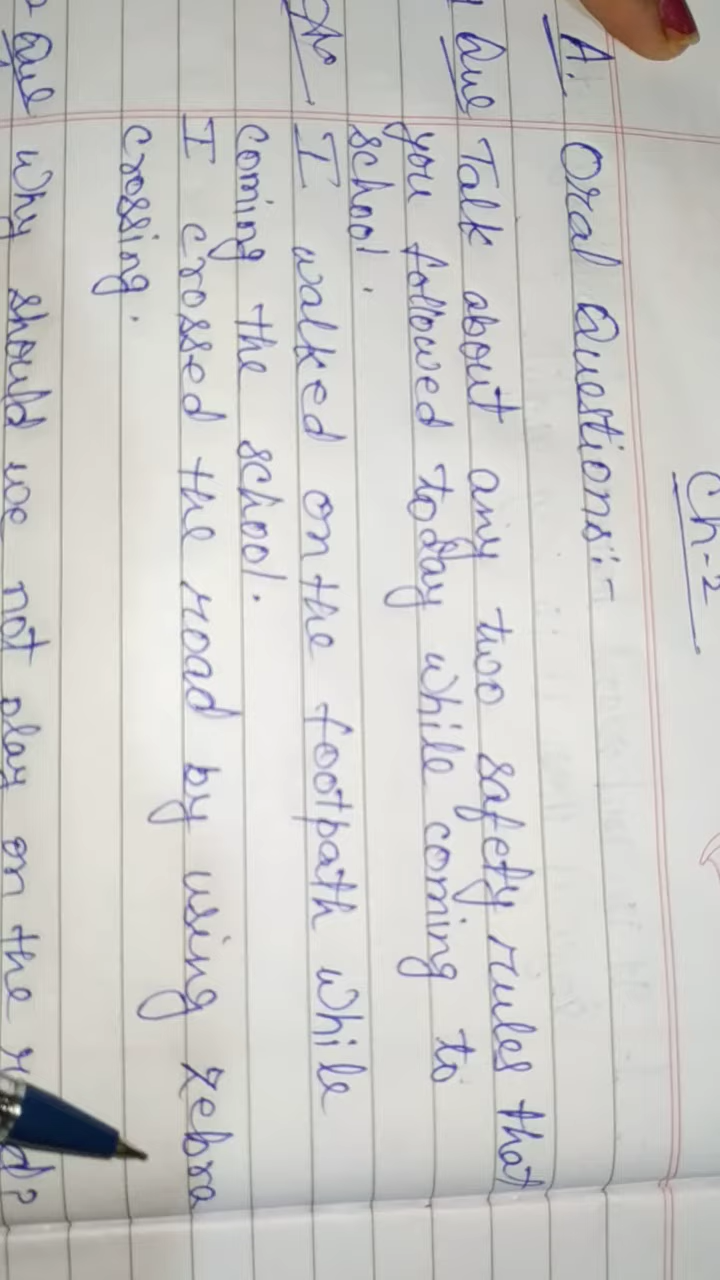 Ch-2
A. Oral Questions:-
Que Talk about any two safety rules that
you followed today while coming to
school.
I walked on the footpath while
coming the school.
I crossed the road by using zebra
crossing.
Que Why should we not play on the